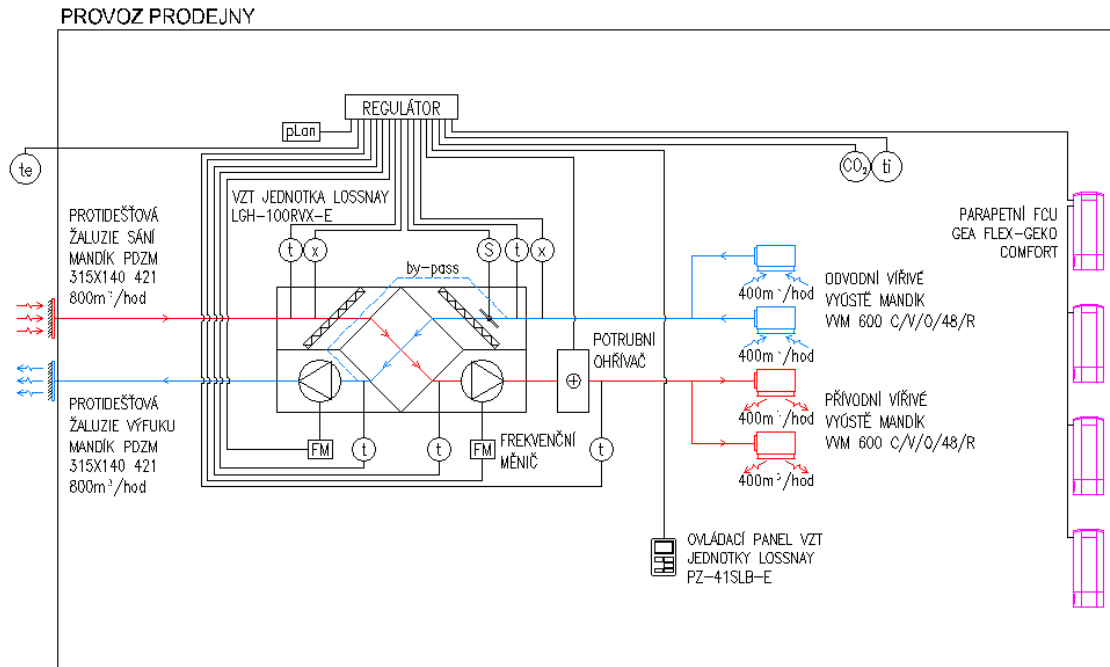 PROVOZ PRODEJNY
REGULÁTOR
pLan
te
CO₂
ti
VZT JEDNOTKA LOSSNAY
LGH-100RVX-E
PROTIDEŠŤOVÁ
ŽALUZIE SÁNÍ
MANDÍK PDZM
315X140 421
800m³/hod
t
x
S
t
x
by-pass
PARAPETNÍ FCU
GEA FLEX-GEKO
COMFORT
400m³/hod
ODVODNÍ VÍŘIVÉ
VYÚSTĚ MANDÍK
VVM 600 C/V/O/48/R
400m³/hod
POTRUBNÍ
OHŘÍVAČ
PROTIDEŠŤOVÁ
ŽALUZIE VÝFUKU
MANDÍK PDZM
315X140 421
800m³/hod
400m³/hod
PŘÍVODNÍ VÍŘIVÉ
VYÚSTĚ MANDÍK
VVM 600 C/V/O/48/R
400m³/hod
FM
t
t
FM
FREKVENČNÍ
MĚNIČ
t
OVLÁDACÍ PANEL VZT
JEDNOTKY LOSSNAY
PZ-41SLB-E